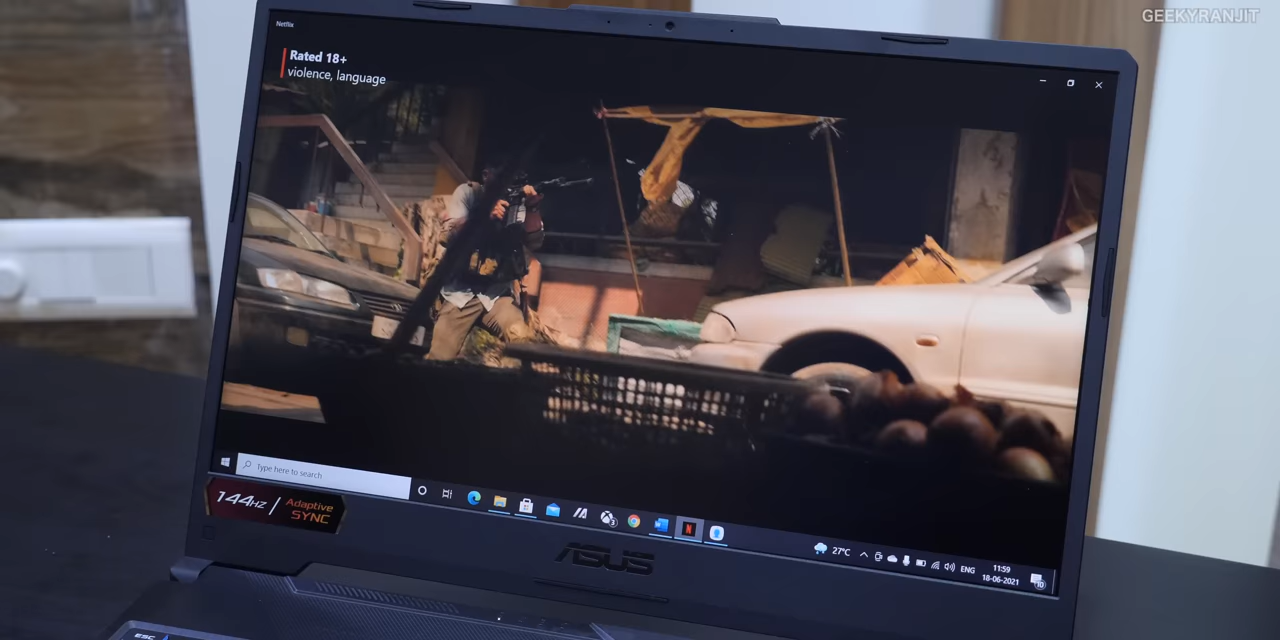 GEEKYRANJIT
Netflix
Rated 18+
violence, language
Type here to search
27°C
ENG
11:59
18-06-2021
144Hz / Adaptive
SYNC
ASUS
ESC